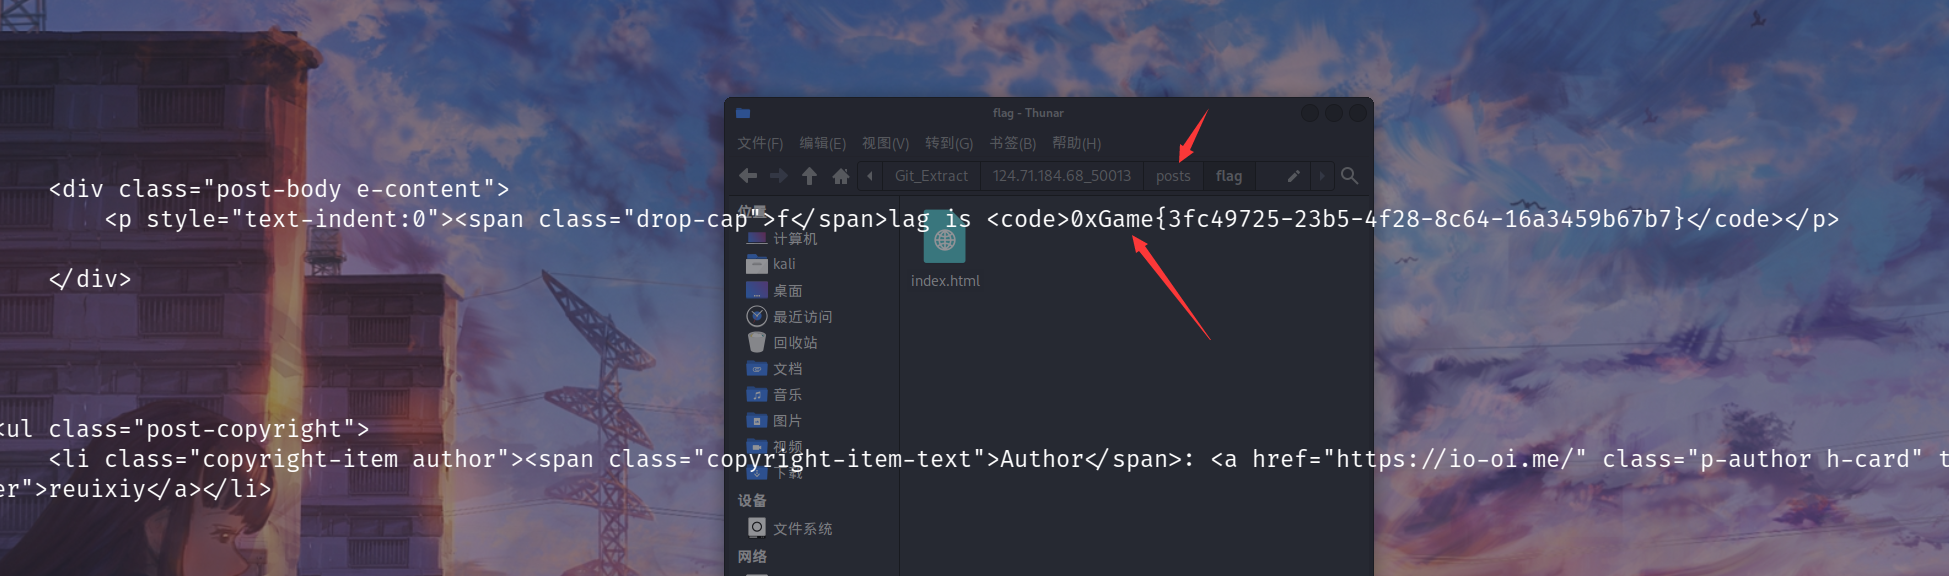 flag - Thunar
文件(F) 编辑(E) 视图(V) 转到(G) 书签(B) 帮助(H)
Git_Extract 124.71.184.68_50013 posts flag
<div class="post-body e-content">
位置
<p style="text-indent:0"><span class="drop-cap">f</span>lag is <code>0xGame{3fc49725-23b5-4f28-8c64-16a3459b67b7}</code></p>
计算机
kali
</div>
index.html
桌面
最近访问
回收站
文档
音乐
图片
<ul class="post-copyright">
视频
<li class="copyright-item author"><span class="copyright-item-text">Author</span>: <a href="https://io-oi.me/" class="p-author h-card" t
下载
er">reuixiy</a></li>
设备
文件系统
网络